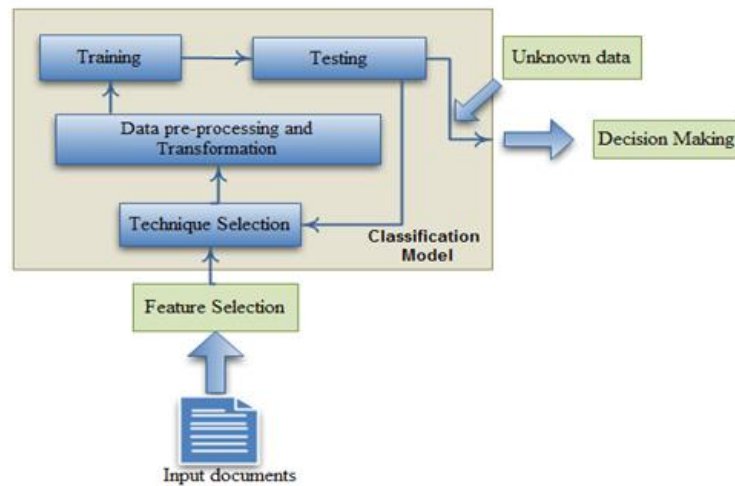 Training
Testing
Unknown data
Data pre-processing and
Transformation
Decision Making
Technique Selection
Classification
Model
Feature Selection
Input documents